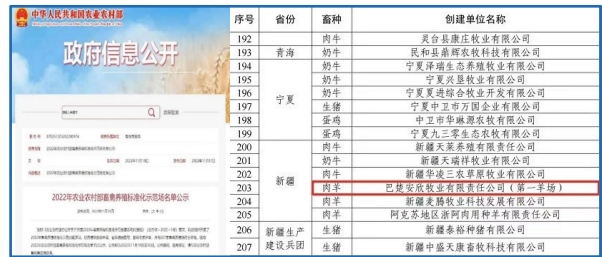 中华人民共和国农业农村部
政府信息公开
2022年农业农村部畜禽养殖标准化示范场名单公示
序号 省份 畜种 创建单位名称
192 肉牛 灵台县康庄牧业有限公司
193 青海 奶牛 民和县鼎辉农牧科技有限公司
194 奶牛 宁夏泽瑞生态养殖牧业有限公司
195 奶牛 宁夏兴垦牧业有限公司
196 宁夏 奶牛 宁夏夏进综合牧业开发有限公司
197 生猪 宁夏中卫市万国企业有限公司
198 蛋鸡 中卫市华琳源农牧有限公司
199 蛋鸡 宁夏九三零生态农牧有限公司
200 肉牛 新疆天莱养殖有限责任公司
201 奶牛 新疆天瑞祥牧业有限公司
202 新疆 肉羊 新疆华凌三农草原牧业有限公司
203 肉羊 巴楚安欣牧业有限责任公司(第一羊场)
204 肉羊 新疆麦腾牧业科技发展有限公司
205 肉羊 阿克苏地区浙阿肉用种羊有限责任公司
206 新疆生产建设兵团 生猪 新疆泰裕种猪有限公司
207 生猪 新疆中盛天康畜牧科技有限公司